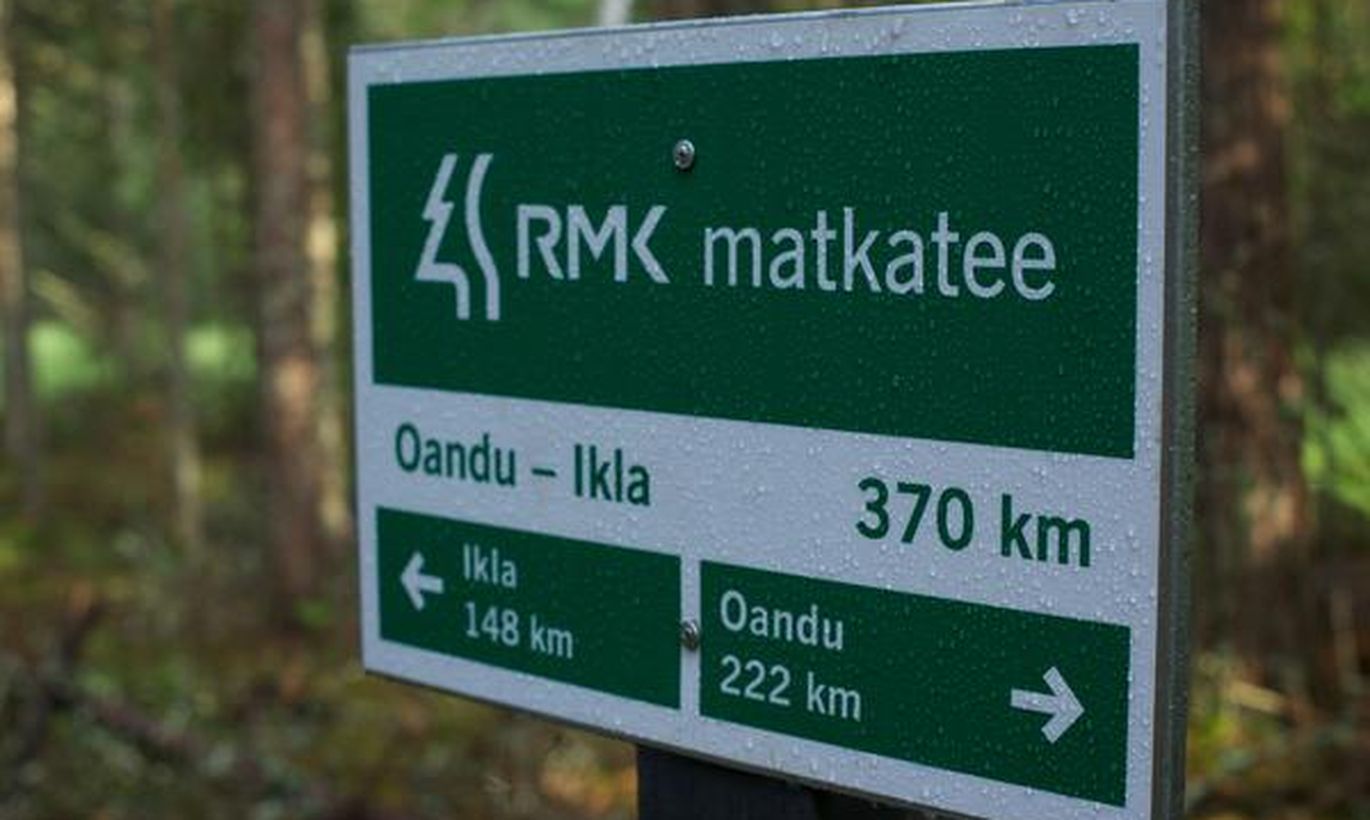 RMK matkatee
Oandu – Ikla
370 km
← Ikla
148 km
Oandu
222 km →